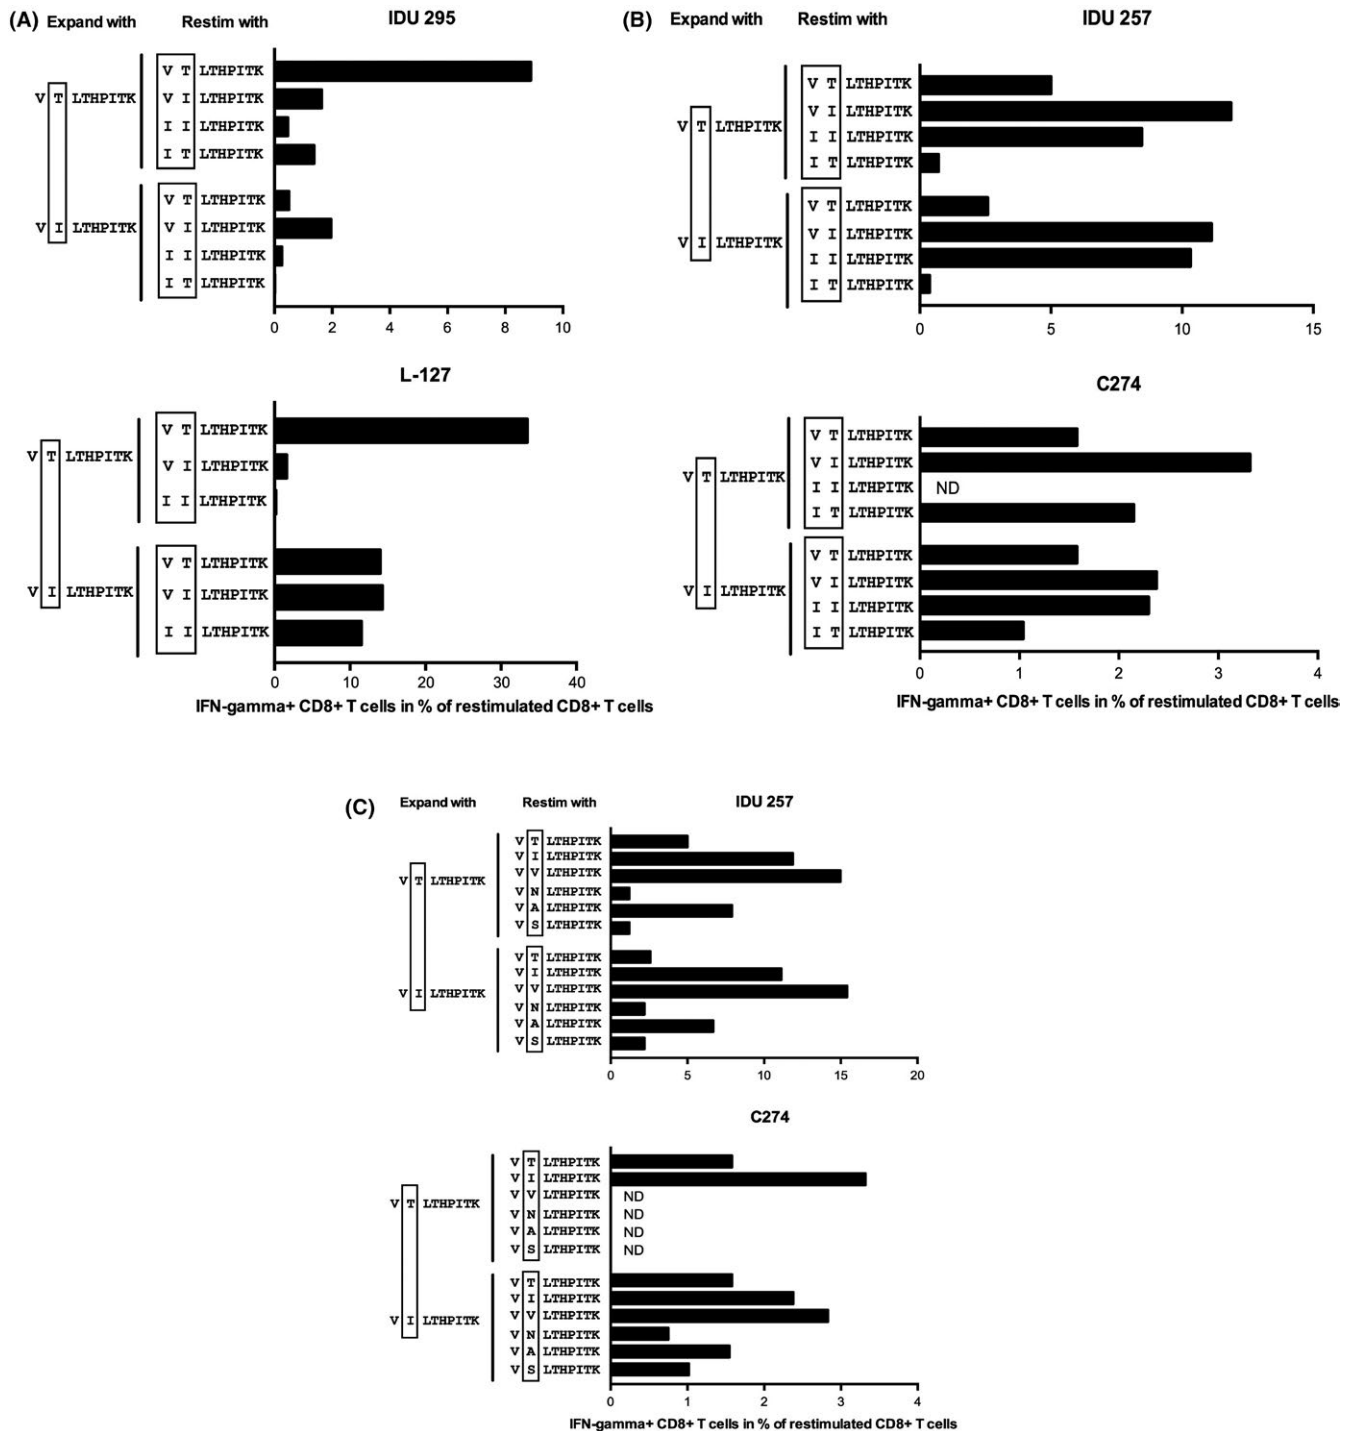 (A) Expand with Restim with IDU 295
V T LTHPITK
V T LTHPITK
V I LTHPITK
I I LTHPITK
I T LTHPITK
V I LTHPITK
V T LTHPITK
V I LTHPITK
I I LTHPITK
I T LTHPITK
0 2 4 6 8 10
L-127
V T LTHPITK
V T LTHPITK
V I LTHPITK
I I LTHPITK
V I LTHPITK
V T LTHPITK
V I LTHPITK
I I LTHPITK
0 10 20 30 40
IFN-gamma+ CD8+ T cells in % of restimulated CD8+ T cells
(B) Expand with Restim with IDU 257
V T LTHPITK
V T LTHPITK
V I LTHPITK
I I LTHPITK
I T LTHPITK
V I LTHPITK
V T LTHPITK
V I LTHPITK
I I LTHPITK
I T LTHPITK
0 5 10 15
C274
V T LTHPITK
V T LTHPITK
V I LTHPITK
I I LTHPITK ND
I T LTHPITK
V I LTHPITK
V T LTHPITK
V I LTHPITK
I I LTHPITK
I T LTHPITK
0 1 2 3 4
IFN-gamma+ CD8+ T cells in % of restimulated CD8+ T cells
(C) Expand with Restim with IDU 257
V T LTHPITK
V T LTHPITK
V I LTHPITK
V V LTHPITK
V N LTHPITK
V A LTHPITK
V S LTHPITK
V I LTHPITK
V T LTHPITK
V I LTHPITK
V V LTHPITK
V N LTHPITK
V A LTHPITK
V S LTHPITK
0 5 10 15 20
C274
V T LTHPITK
V T LTHPITK
V I LTHPITK
V V LTHPITK ND
V N LTHPITK ND
V A LTHPITK ND
V S LTHPITK ND
V I LTHPITK
V T LTHPITK
V I LTHPITK
V V LTHPITK
V N LTHPITK
V A LTHPITK
V S LTHPITK
0 1 2 3 4
IFN-gamma+ CD8+ T cells in % of restimulated CD8+ T cells